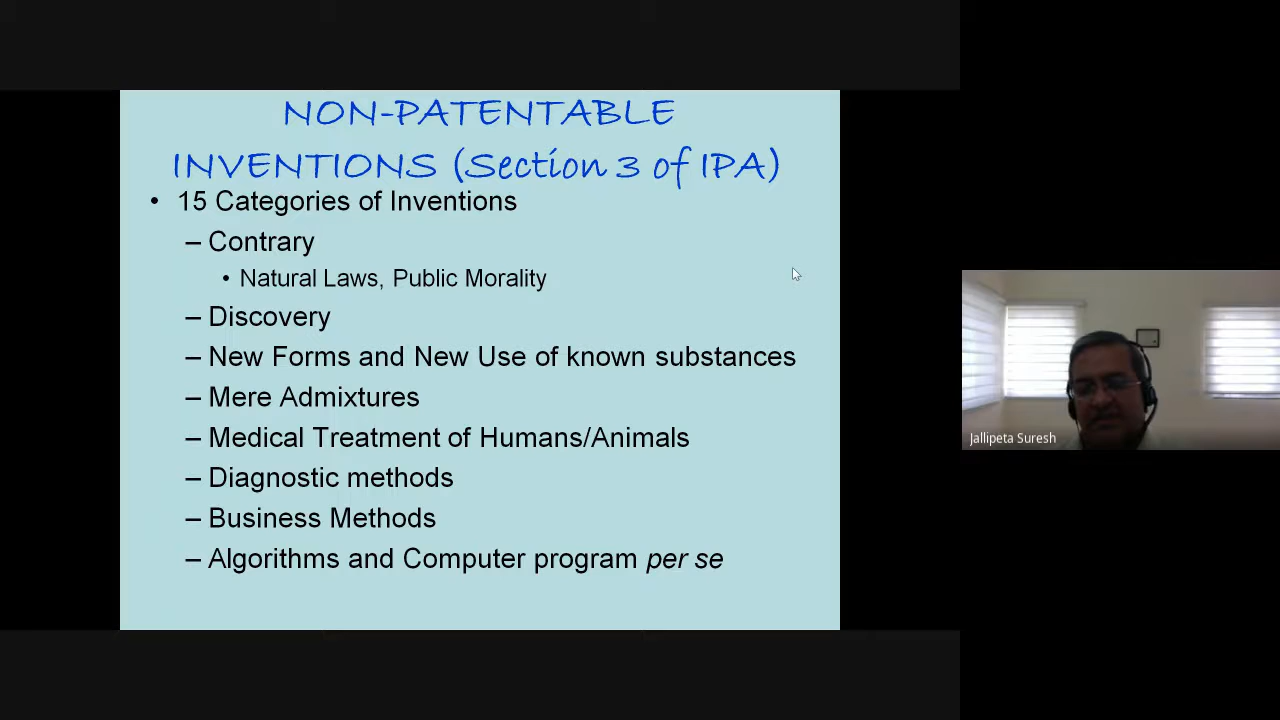 NON-PATENTABLE
INVENTIONS (Section 3 of IPA)
• 15 Categories of Inventions
– Contrary
• Natural Laws, Public Morality
– Discovery
– New Forms and New Use of known substances
– Mere Admixtures
– Medical Treatment of Humans/Animals
– Diagnostic methods
– Business Methods
– Algorithms and Computer program per se
Jallipeta Suresh